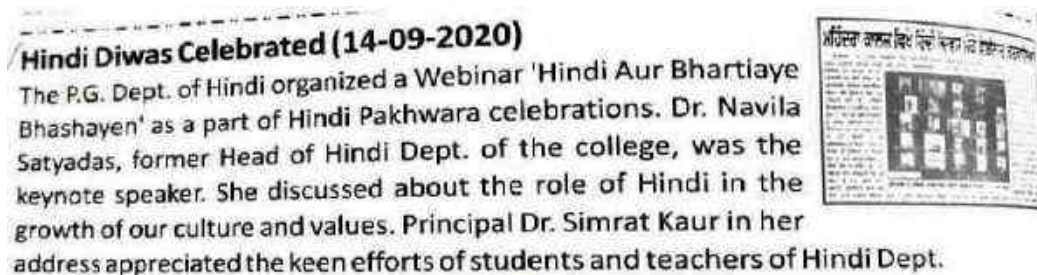 Hindi Diwas Celebrated (14-09-2020)
The P.G. Dept. of Hindi organized a Webinar 'Hindi Aur Bhartiaye
Bhashayen' as a part of Hindi Pakhwara celebrations. Dr. Navila
Satyadas, former Head of Hindi Dept. of the college, was the
keynote speaker. She discussed about the role of Hindi in the
growth of our culture and values. Principal Dr. Simrat Kaur in her
address appreciated the keen efforts of students and teachers of Hindi Dept.